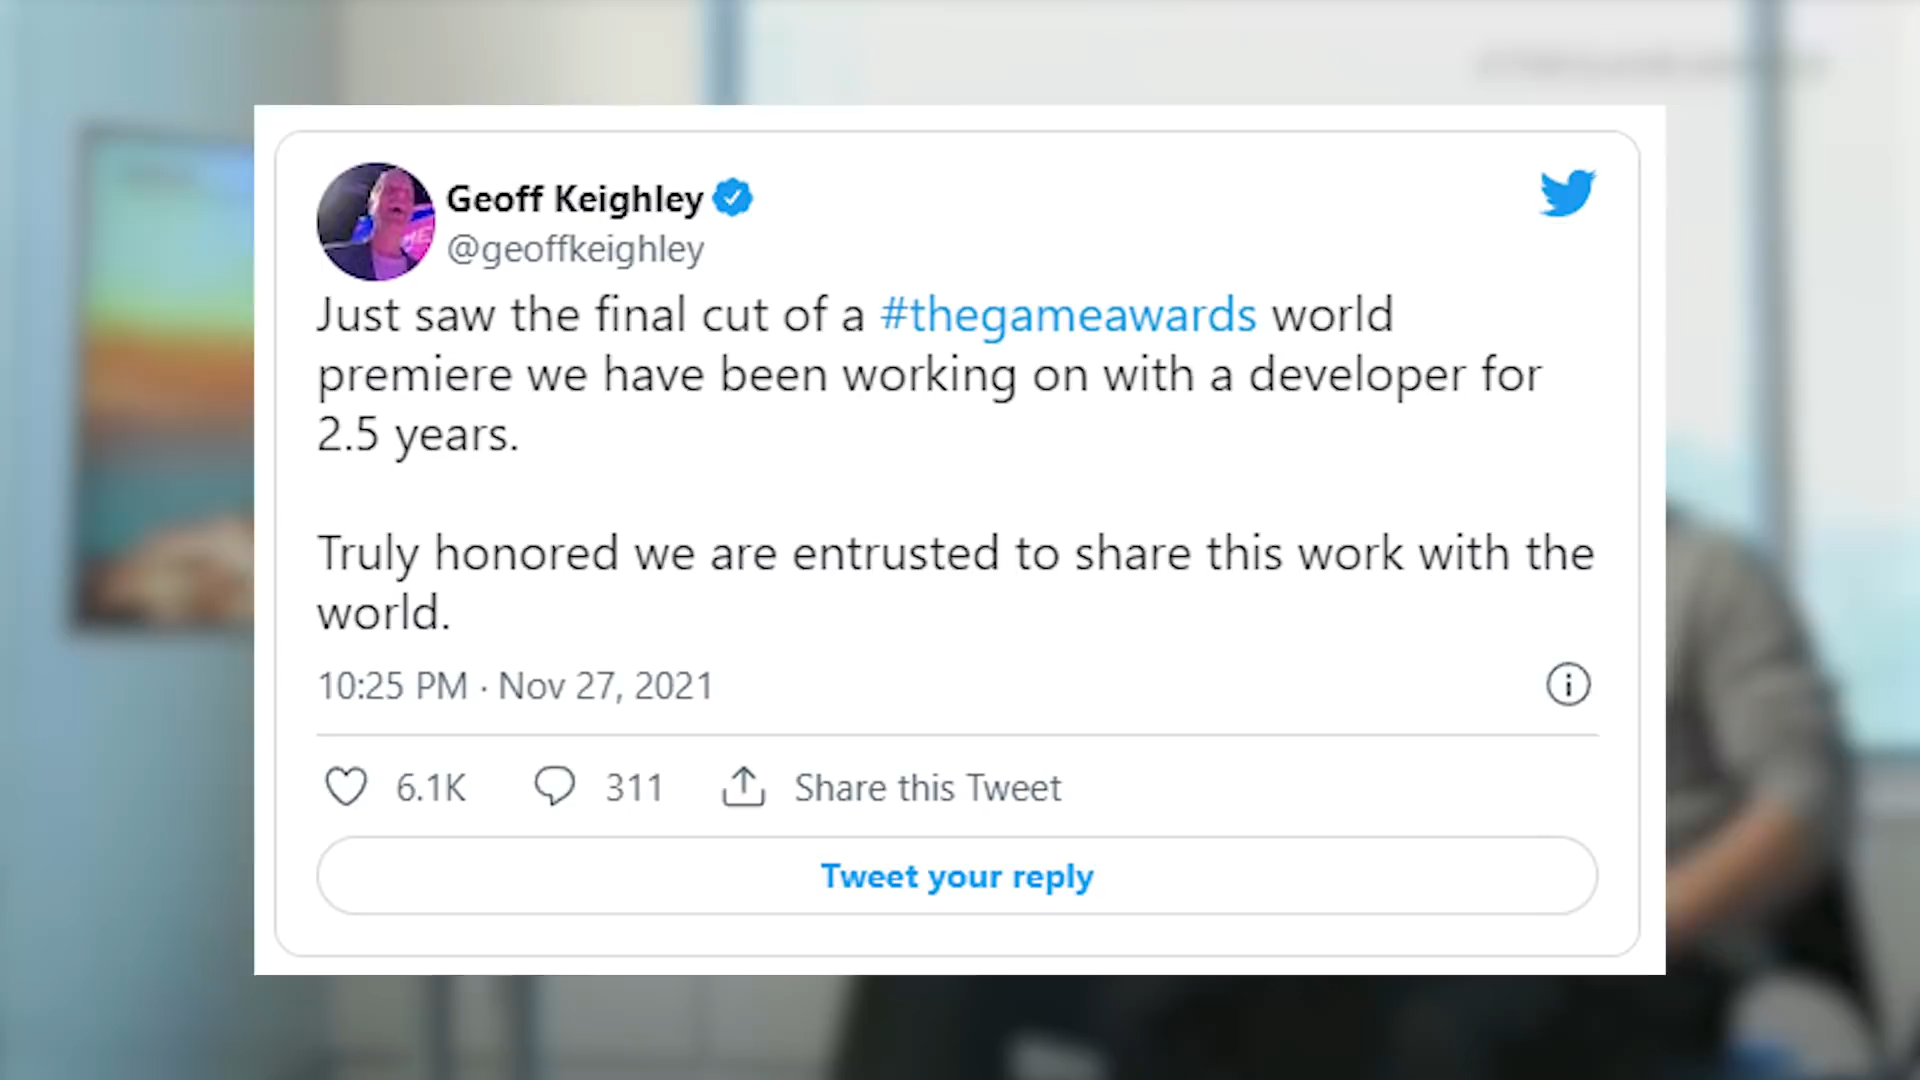 Geoff Keighley
@geoffkeighley
Just saw the final cut of a #thegameawards world
premiere we have been working on with a developer for
2.5 years.
Truly honored we are entrusted to share this work with the
world.
10:25 PM · Nov 27, 2021
6.1K 311 Share this Tweet
Tweet your reply